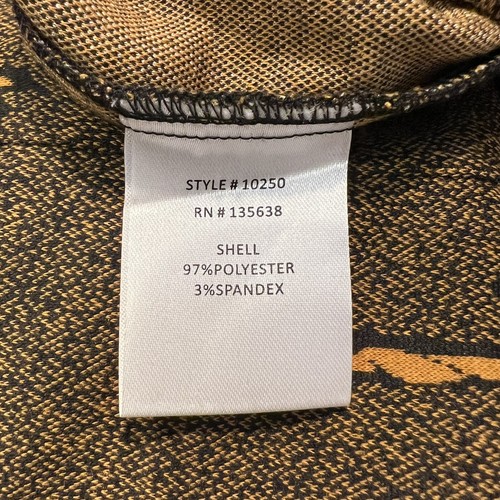 STYLE # 10250
RN # 135638
SHELL
97%POLYESTER
3%SPANDEX